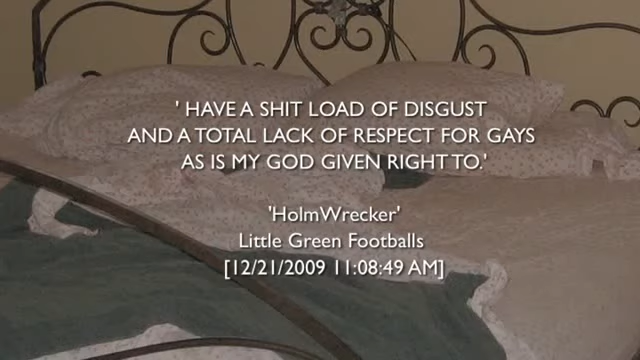 ' HAVE A SHIT LOAD OF DISGUST
AND A TOTAL LACK OF RESPECT FOR GAYS
AS IS MY GOD GIVEN RIGHT TO.'
'HolmWrecker'
Little Green Footballs
[12/21/2009 11:08:49 AM]